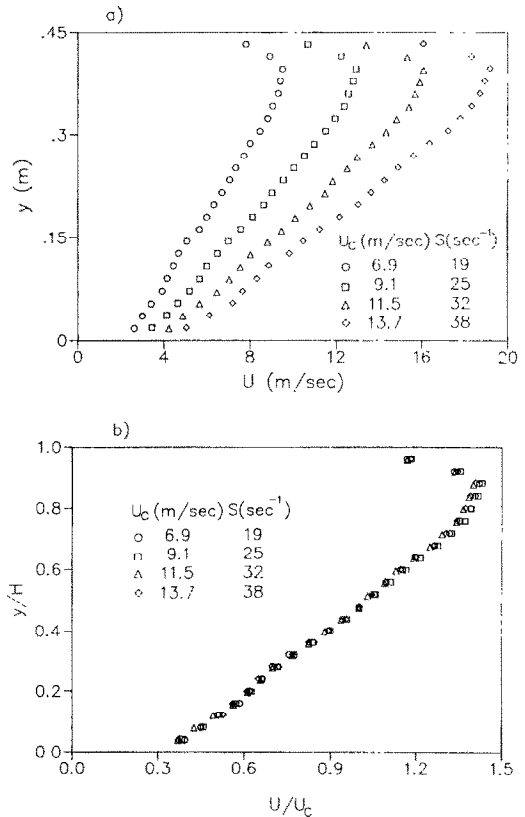 a)
.45
.3
.15
0
y (m)
U_C (m/sec) S(sec⁻¹)
○ 6.9 19
□ 9.1 25
△ 11.5 32
◇ 13.7 38
0 4 8 12 16 20
U (m/sec)
b)
1.0
0.8
0.6
0.4
0.2
0.0
y/H
U_C (m/sec) S(sec⁻¹)
○ 6.9 19
□ 9.1 25
△ 11.5 32
◇ 13.7 38
0.0 0.3 0.6 0.9 1.2 1.5
U/U_C